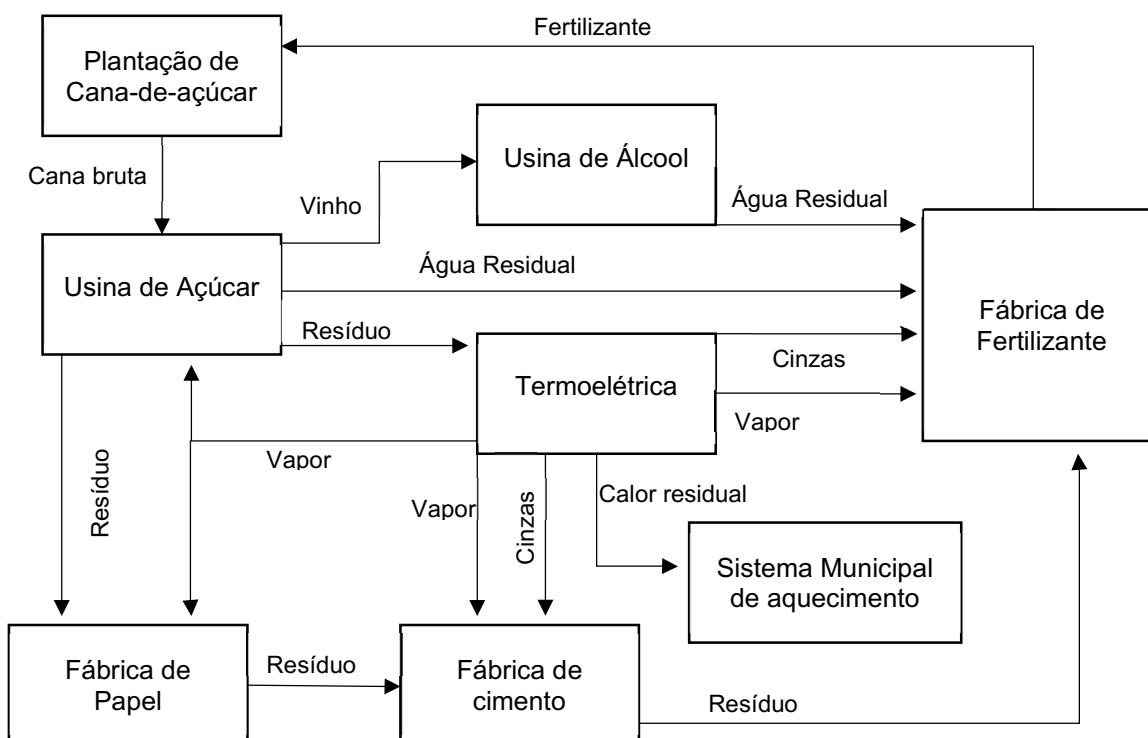 Fertilizante
Plantação de
Cana-de-açúcar
Usina de Álcool
Cana bruta
Vinho
Água Residual
Usina de Açúcar
Água Residual
Fábrica de
Fertilizante
Resíduo
Cinzas
Termoelétrica
Vapor
Vapor
Resíduo
Vapor
Cinzas
Calor residual
Sistema Municipal
de aquecimento
Fábrica de
Papel
Resíduo
Fábrica de
cimento
Resíduo